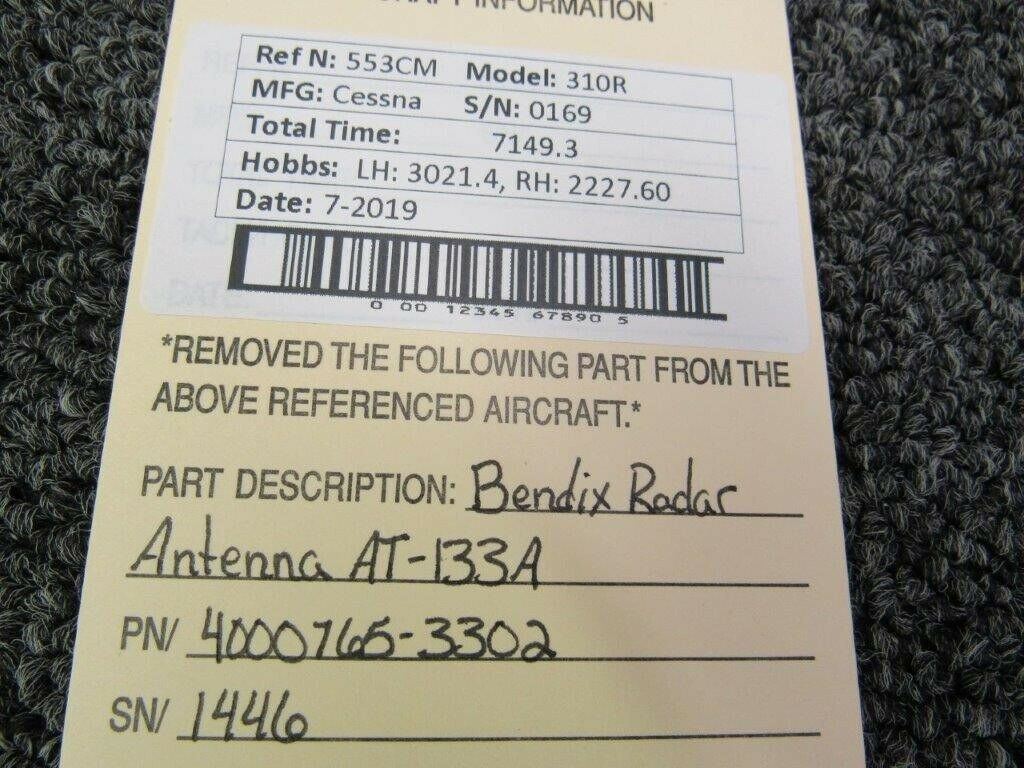 INFORMATION
Ref N: 553CM Model: 310R
MFG: Cessna S/N: 0169
Total Time: 7149.3
Hobbs: LH: 3021.4, RH: 2227.60
Date: 7-2019
0 00 12345 67890 5
*REMOVED THE FOLLOWING PART FROM THE
ABOVE REFERENCED AIRCRAFT.*
PART DESCRIPTION: Bendix Radar
Antenna AT-133A
PN/ 4000765-3302
SN/ 1446